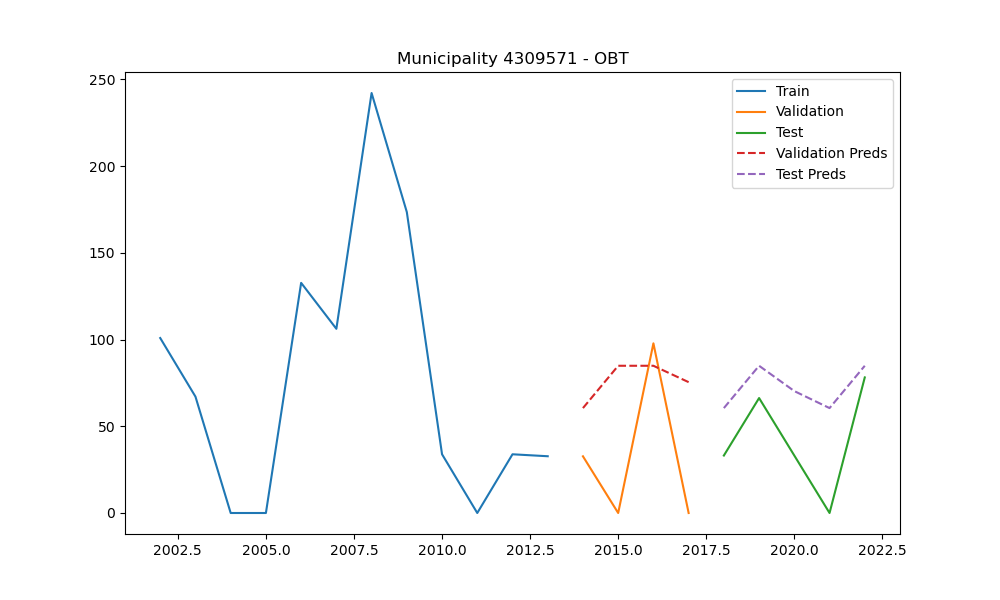 Municipality 4309571 - OBT
250
200
150
100
50
0
2002.5 2005.0 2007.5 2010.0 2012.5 2015.0 2017.5 2020.0 2022.5
Train
Validation
Test
Validation Preds
Test Preds